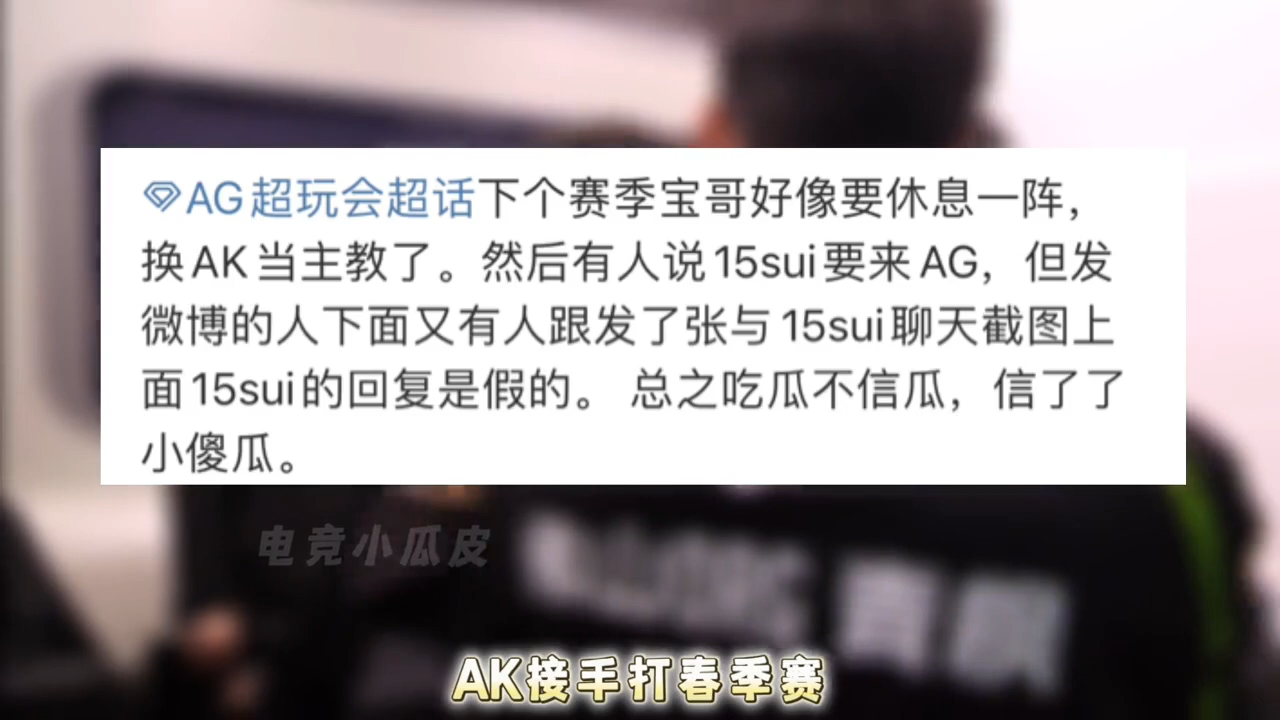 AG超玩会超话下个赛季宝哥好像要休息一阵，
换AK当主教了。然后有人说15sui要来AG，但发
微博的人下面又有人跟发了张与15sui聊天截图上
面15sui的回复是假的。 总之吃瓜不信瓜，信了了
小傻瓜。
电竞小瓜皮
AK接手打春季赛